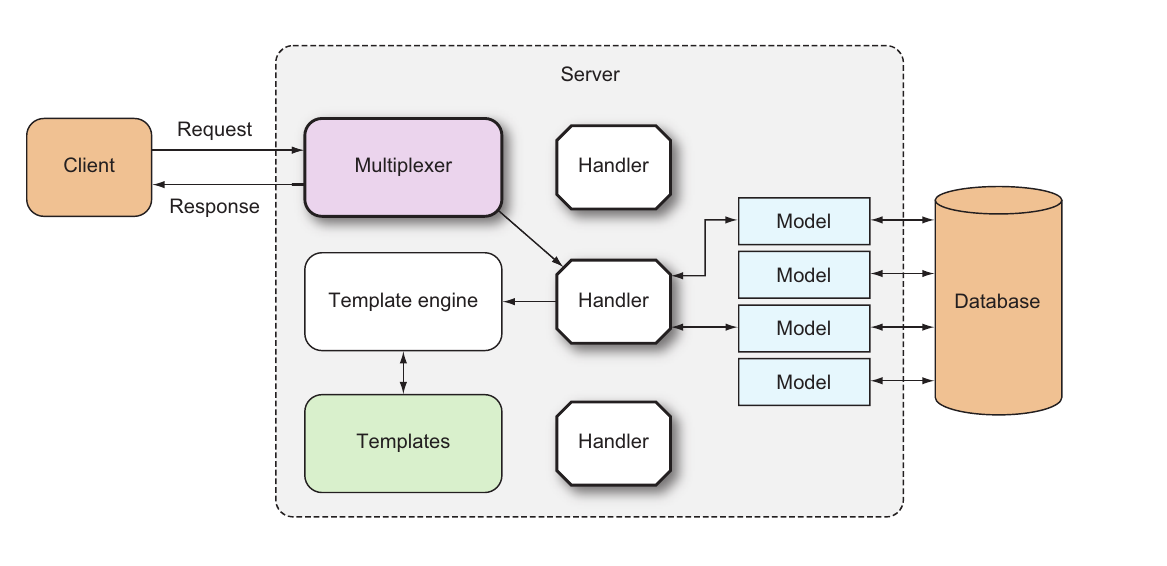 Server
Request
Client
Multiplexer
Handler
Response
Model
Template engine
Handler
Model
Database
Model
Model
Templates
Handler